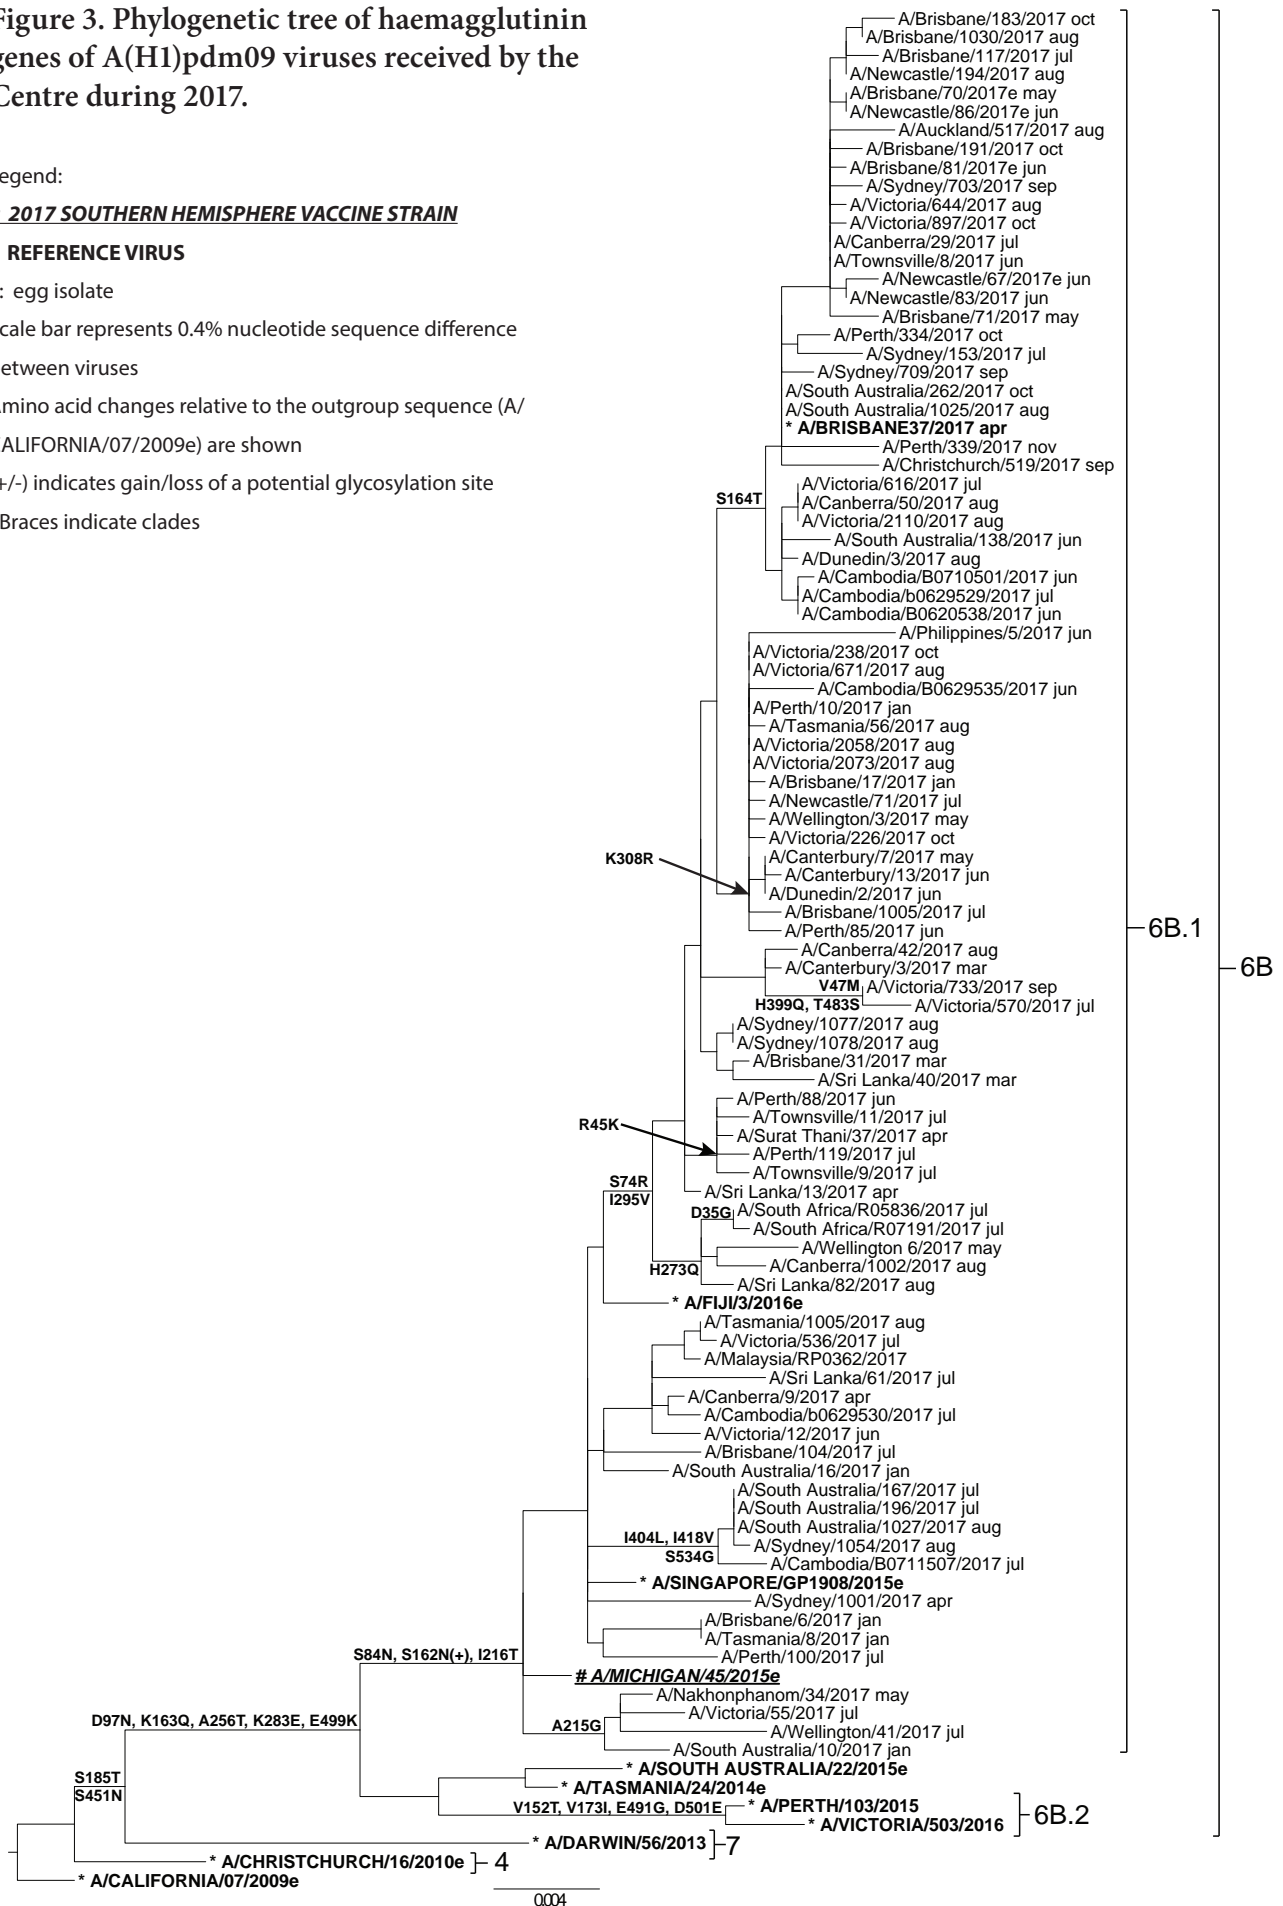 Figure 3. Phylogenetic tree of haemagglutinin
genes of A(H1)pdm09 viruses received by the
Centre during 2017.
egend:
2017 SOUTHERN HEMISPHERE VACCINE STRAIN
REFERENCE VIRUS
: egg isolate
cale bar represents 0.4% nucleotide sequence difference
etween viruses
mino acid changes relative to the outgroup sequence (A/
ALIFORNIA/07/2009e) are shown
+/-) indicates gain/loss of a potential glycosylation site
Braces indicate clades
A/Brisbane/183/2017 oct
A/Brisbane/1030/2017 aug
A/Brisbane/117/2017 jul
A/Newcastle/194/2017 aug
A/Brisbane/70/2017e may
A/Newcastle/86/2017e jun
A/Auckland/517/2017 aug
A/Brisbane/191/2017 oct
A/Brisbane/81/2017e jun
A/Sydney/703/2017 sep
A/Victoria/644/2017 aug
A/Victoria/897/2017 oct
A/Canberra/29/2017 jul
A/Townsville/8/2017 jun
A/Newcastle/67/2017e jun
A/Newcastle/83/2017 jun
A/Brisbane/71/2017 may
A/Perth/334/2017 oct
A/Sydney/153/2017 jul
A/Sydney/709/2017 sep
A/South Australia/262/2017 oct
A/South Australia/1025/2017 aug
* A/BRISBANE37/2017 apr
A/Perth/339/2017 nov
A/Christchurch/519/2017 sep
A/Victoria/616/2017 jul
S164T
A/Canberra/50/2017 aug
A/Victoria/2110/2017 aug
A/South Australia/138/2017 jun
A/Dunedin/3/2017 aug
A/Cambodia/B0710501/2017 jun
A/Cambodia/b0629529/2017 jul
A/Cambodia/B0620538/2017 jun
A/Philippines/5/2017 jun
A/Victoria/238/2017 oct
A/Victoria/671/2017 aug
A/Cambodia/B0629535/2017 jun
A/Perth/10/2017 jan
A/Tasmania/56/2017 aug
A/Victoria/2058/2017 aug
A/Victoria/2073/2017 aug
A/Brisbane/17/2017 jan
A/Newcastle/71/2017 jul
A/Wellington/3/2017 may
A/Victoria/226/2017 oct
K308R
A/Canterbury/7/2017 may
A/Canterbury/13/2017 jun
A/Dunedin/2/2017 jun
A/Brisbane/1005/2017 jul
A/Perth/85/2017 jun
6B.1
A/Canberra/42/2017 aug
A/Canterbury/3/2017 mar
6B
V47M
A/Victoria/733/2017 sep
H399Q, T483S
A/Victoria/570/2017 jul
A/Sydney/1077/2017 aug
A/Sydney/1078/2017 aug
A/Brisbane/31/2017 mar
A/Sri Lanka/40/2017 mar
A/Perth/88/2017 jun
A/Townsville/11/2017 jul
R45K
A/Surat Thani/37/2017 apr
A/Perth/119/2017 jul
A/Townsville/9/2017 jul
S74R
I295V
A/Sri Lanka/13/2017 apr
D35G
A/South Africa/R05836/2017 jul
A/South Africa/R07191/2017 jul
A/Wellington 6/2017 may
H273Q
A/Canberra/1002/2017 aug
A/Sri Lanka/82/2017 aug
* A/FIJI/3/2016e
A/Tasmania/1005/2017 aug
A/Victoria/536/2017 jul
A/Malaysia/RP0362/2017
A/Sri Lanka/61/2017 jul
A/Canberra/9/2017 apr
A/Cambodia/b0629530/2017 jul
A/Victoria/12/2017 jun
A/Brisbane/104/2017 jul
A/South Australia/16/2017 jan
A/South Australia/167/2017 jul
A/South Australia/196/2017 jul
A/South Australia/1027/2017 aug
I404L, I418V
S534G
A/Sydney/1054/2017 aug
A/Cambodia/B0711507/2017 jul
* A/SINGAPORE/GP1908/2015e
A/Sydney/1001/2017 apr
A/Brisbane/6/2017 jan
A/Tasmania/8/2017 jan
A/Perth/100/2017 jul
S84N, S162N(+), I216T
# A/MICHIGAN/45/2015e
A/Nakhonphanom/34/2017 may
A/Victoria/55/2017 jul
D97N, K163Q, A256T, K283E, E499K
A215G
A/Wellington/41/2017 jul
A/South Australia/10/2017 jan
* A/SOUTH AUSTRALIA/22/2015e
S185T
S451N
* A/TASMANIA/24/2014e
V152T, V173I, E491G, D501E
* A/PERTH/103/2015
6B.2
* A/VICTORIA/503/2016
* A/DARWIN/56/2013
7
* A/CHRISTCHURCH/16/2010e
4
* A/CALIFORNIA/07/2009e
0.004